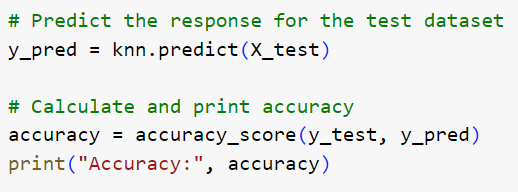 # Predict the response for the test dataset
y_pred = knn.predict(X_test)
# Calculate and print accuracy
accuracy = accuracy_score(y_test, y_pred)
print("Accuracy:", accuracy)